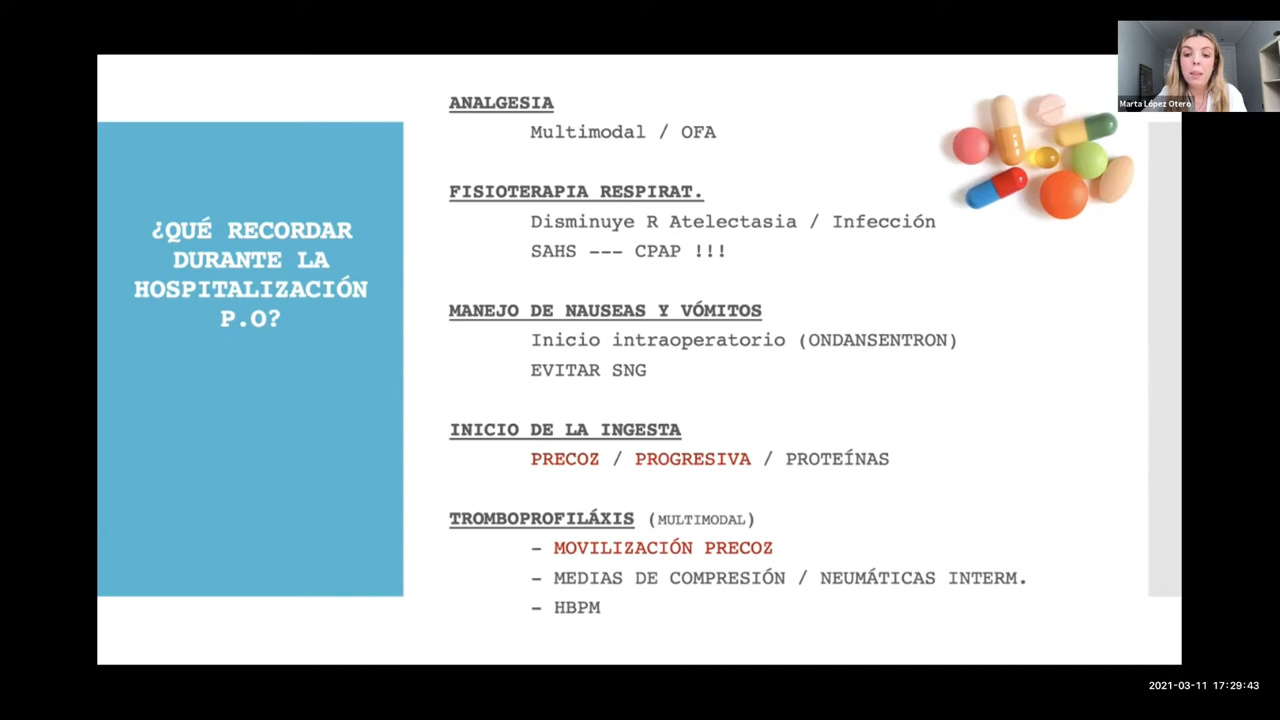 Marta López Otero
¿QUÉ RECORDAR
DURANTE LA
HOSPITALIZACIÓN
P.O?
ANALGESIA
Multimodal / OFA
FISIOTERAPIA RESPIRAT.
Disminuye R Atelectasia / Infección
SAHS --- CPAP !!!
MANEJO DE NAUSEAS Y VÓMITOS
Inicio intraoperatorio (ONDANSENTRON)
EVITAR SNG
INICIO DE LA INGESTA
PRECOZ / PROGRESIVA / PROTEÍNAS
TROMBOPROFILÁXIS (MULTIMODAL)
– MOVILIZACIÓN PRECOZ
– MEDIAS DE COMPRESIÓN / NEUMÁTICAS INTERM.
– HBPM
2021-03-11 17:29:43